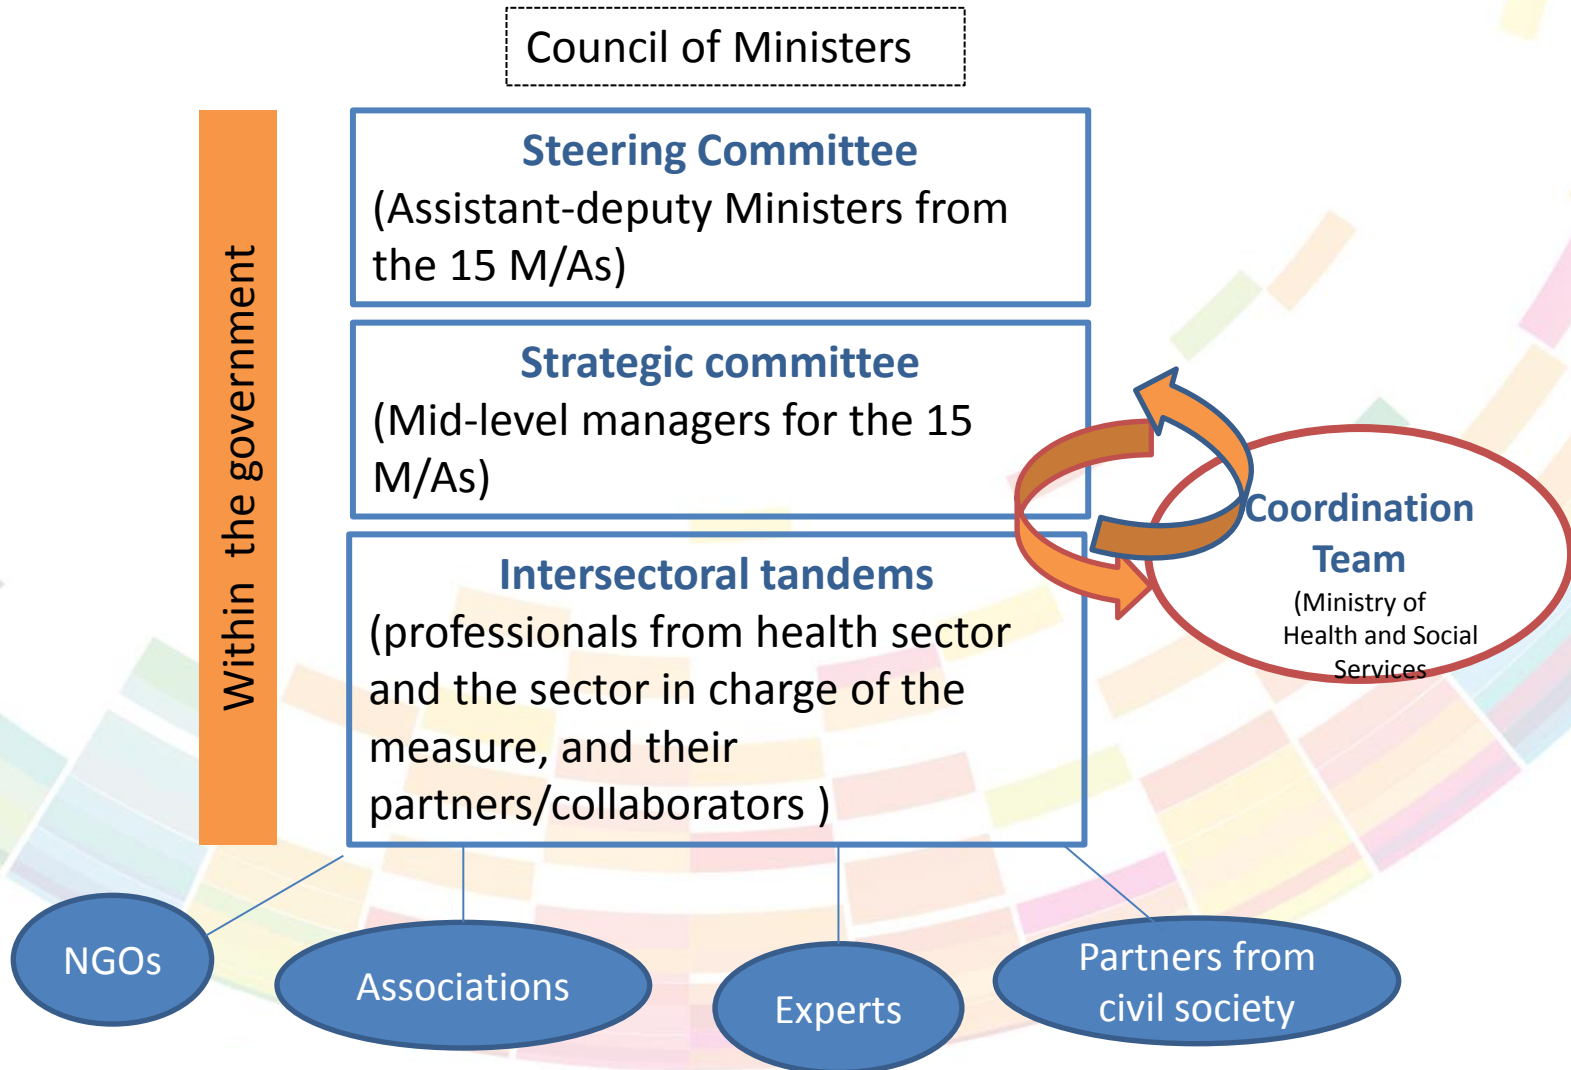 Council of Ministers
Within the government
Steering Committee
(Assistant-deputy Ministers from
the 15 M/As)
Strategic committee
(Mid-level managers for the 15
M/As)
Intersectoral tandems
(professionals from health sector
and the sector in charge of the
measure, and their
partners/collaborators )
Coordination
Team
(Ministry of
Health and Social
Services
NGOs
Associations
Experts
Partners from
civil society